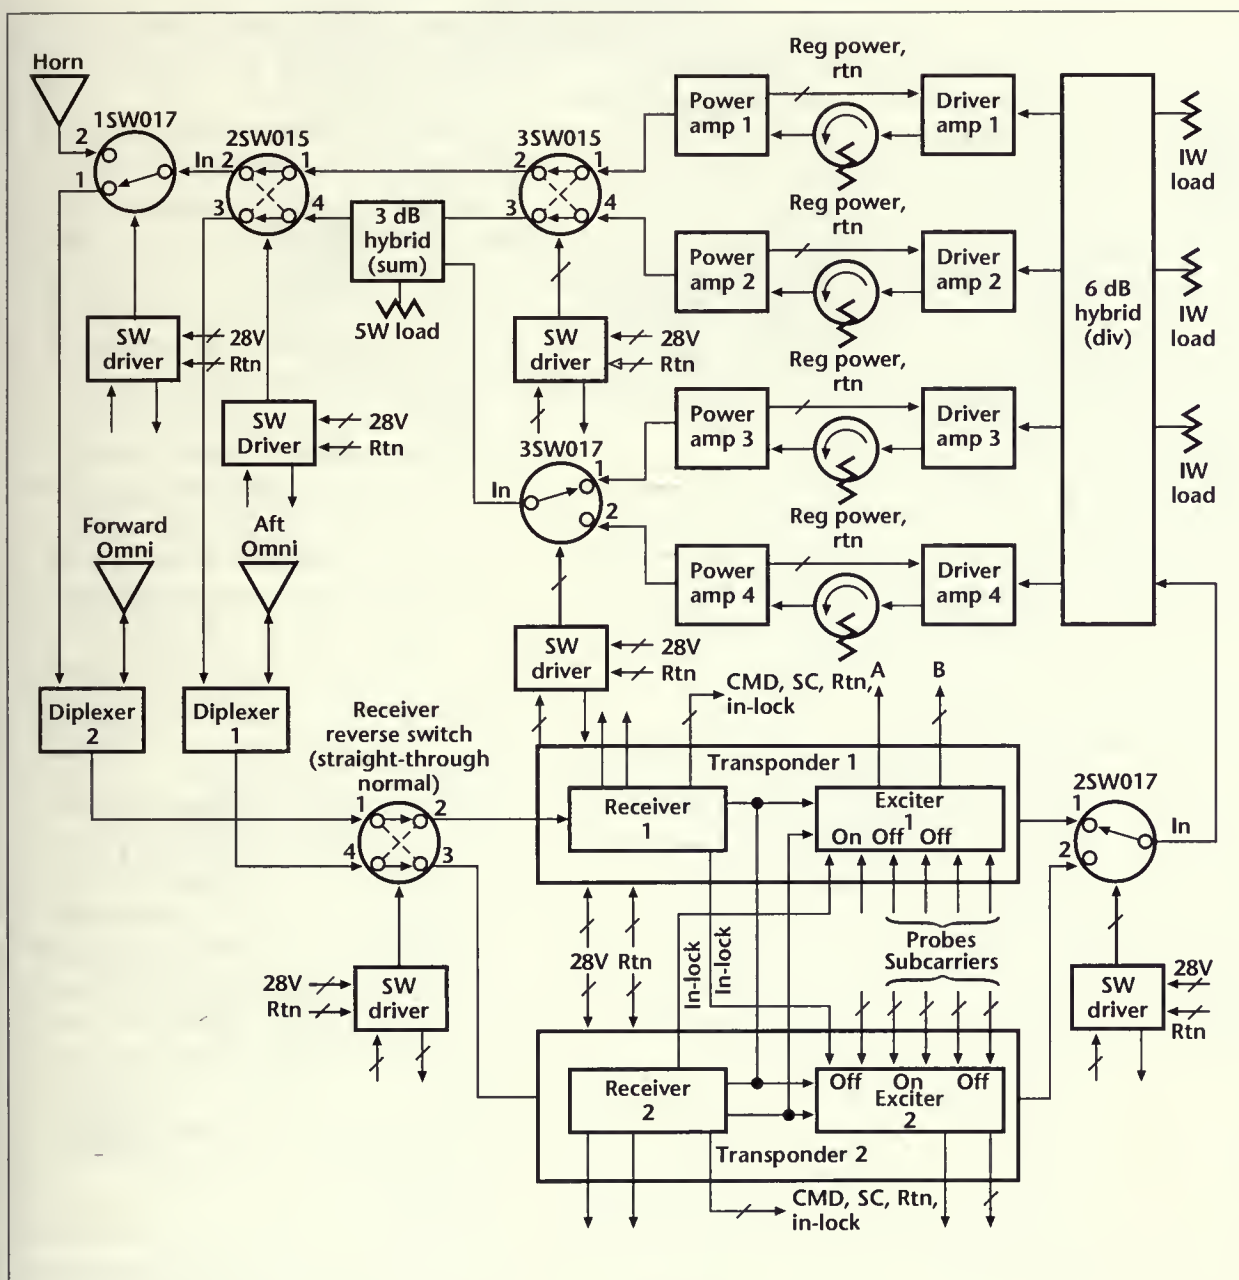 Horn
2
1SW017
1
In 2
2SW015
1
3
4
3 dB
hybrid
(sum)
5W load
2
3SW015
1
3
4
Power
amp 1
Reg power,
rtn
Driver
amp 1
IW
load
Power
amp 2
Reg power,
rtn
Driver
amp 2
6 dB
hybrid
(div)
IW
load
SW
driver
28V
Rtn
SW
driver
28V
Rtn
SW
Driver
28V
Rtn
Power
amp 3
Reg power,
rtn
Driver
amp 3
IW
load
3SW017
In
1
2
Power
amp 4
Reg power,
rtn
Driver
amp 4
Forward
Omni
Aft
Omni
SW
driver
28V
Rtn
Diplexer
2
Diplexer
1
Receiver
reverse switch
(straight-through
normal)
1
2
4
3
CMD, SC, Rtn,
in-lock
A
B
Transponder 1
Receiver
1
Exciter
1
On Off Off
2SW017
1
2
In
28V Rtn
In-lock
In-lock
Probes
Subcarriers
28V
Rtn
SW
driver
SW
driver
28V
Rtn
Receiver
2
Off On Off
Exciter
2
Transponder 2
CMD, SC, Rtn,
in-lock